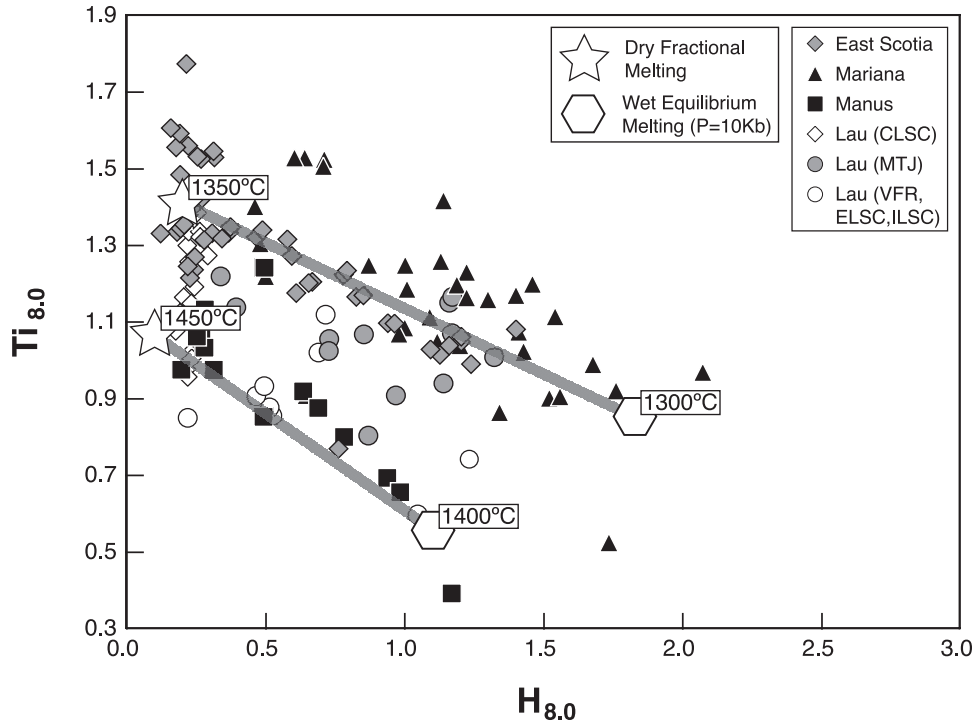 1.9
1.7
1.5
1.3
1.1
0.9
0.7
0.5
0.3
Ti8.0
0.0
0.5
1.0
1.5
2.0
2.5
3.0
H8.0
1350°C
1450°C
1300°C
1400°C
Dry Fractional
Melting
Wet Equilibrium
Melting (P=10Kb)
East Scotia
Mariana
Manus
Lau (CLSC)
Lau (MTJ)
Lau (VFR,
ELSC,ILSC)